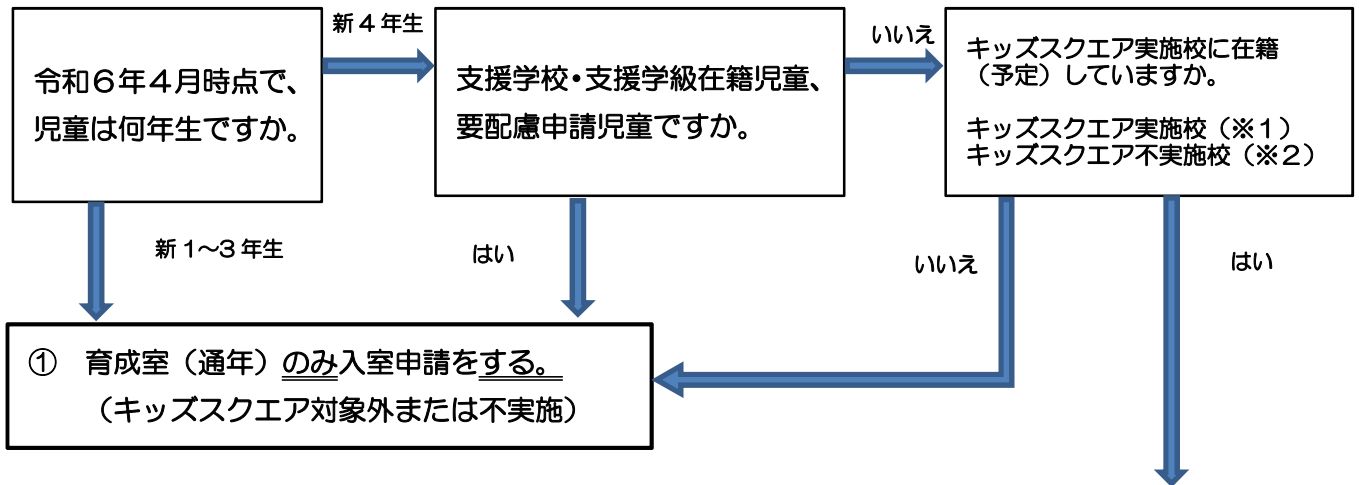 令和６年４月時点で、
児童は何年生ですか。
新４年生
支援学校・支援学級在籍児童、
要配慮申請児童ですか。
いいえ
キッズスクエア実施校に在籍
（予定）していますか。
キッズスクエア実施校（※１）
キッズスクエア不実施校（※２）
新１～３年生
はい
いいえ
はい
① 育成室（通年）のみ入室申請をする。
（キッズスクエア対象外または不実施）